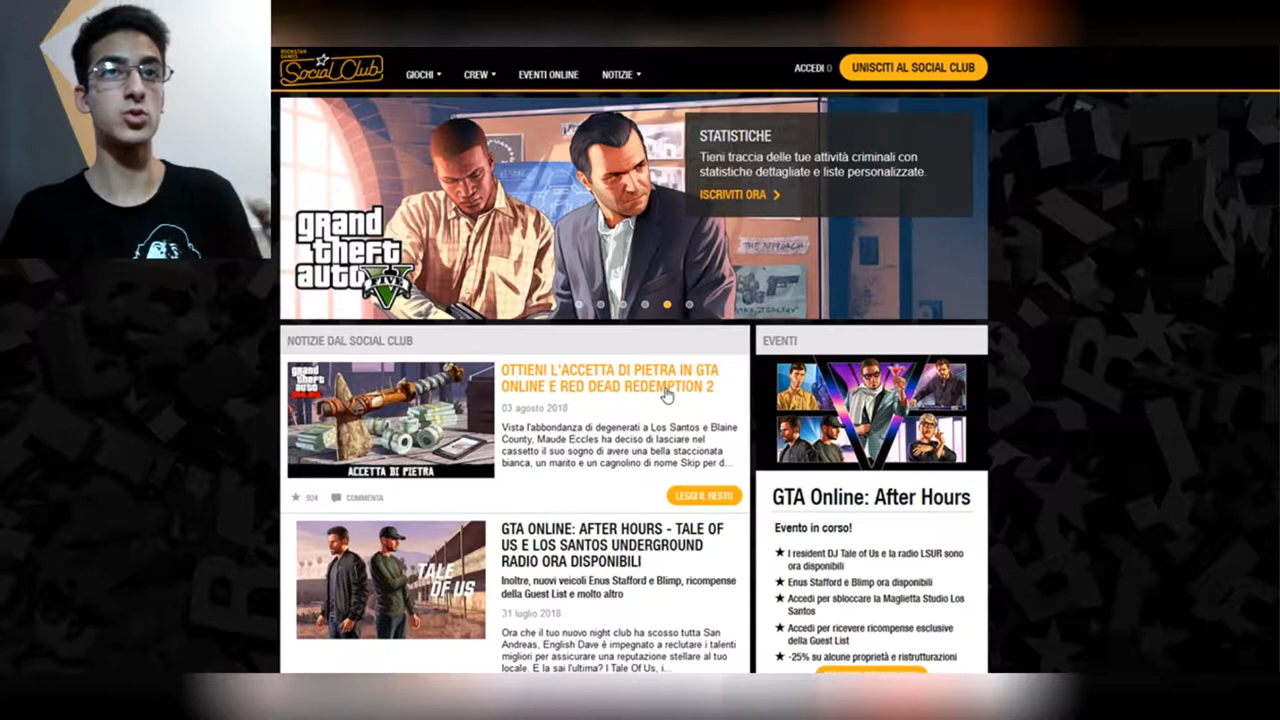 ROCKSTAR
GAMES
Social Club
GIOCHI
CREW
EVENTI ONLINE
NOTIZIE
ACCEDI
UNISCITI AL SOCIAL CLUB
STATISTICHE
Tieni traccia delle tue attività criminali con
statistiche dettagliate e liste personalizzate.
ISCRIVITI ORA
grand
theft
auto
FIVE
THE APPROACH
NOTIZIE DAL SOCIAL CLUB
grand
theft
auto
ONLINE
ACCETTA DI PIETRA
OTTIENI L'ACCETTA DI PIETRA IN GTA
ONLINE E RED DEAD REDEMPTION 2
03 agosto 2018
Vista l'abbondanza di degenerati a Los Santos e Blaine
County, Maude Eccles ha deciso di lasciare nel
cassetto il suo sogno di avere una bella staccionata
bianca, un marito e un cagnolino di nome Skip per d...
924
COMMENTA
LEGGI IL RESTO
TALE
OF US
GTA ONLINE: AFTER HOURS - TALE OF
US E LOS SANTOS UNDERGROUND
RADIO ORA DISPONIBILI
Inoltre, nuovi veicoli Enus Stafford e Blimp, ricompense
della Guest List e molto altro
31 luglio 2018
Ora che il tuo nuovo night club ha scosso tutta San
Andreas, English Dave è impegnato a reclutare i talenti
migliori per assicurare una reputazione stellare al tuo
locale. E la sai l'ultima? I Tale Of Us, i...
EVENTI
GTA Online: After Hours
Evento in corso!
I resident DJ Tale of Us e la radio LSUR sono
ora disponibili
Enus Stafford e Blimp ora disponibili
Accedi per sbloccare la Maglietta Studio Los
Santos
Accedi per ricevere ricompense esclusive
della Guest List
-25% su alcune proprietà e ristrutturazioni